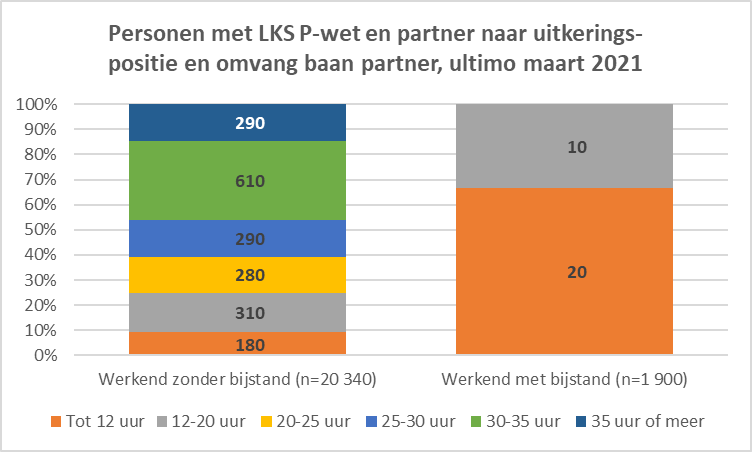 Personen met LKS P-wet en partner naar uitkerings-
positie en omvang baan partner, ultimo maart 2021
100%
90%
80%
70%
60%
50%
40%
30%
20%
10%
0%
290
610
290
280
310
180
10
20
Werkend zonder bijstand (n=20 340)
Werkend met bijstand (n=1 900)
Tot 12 uur
12-20 uur
20-25 uur
25-30 uur
30-35 uur
35 uur of meer